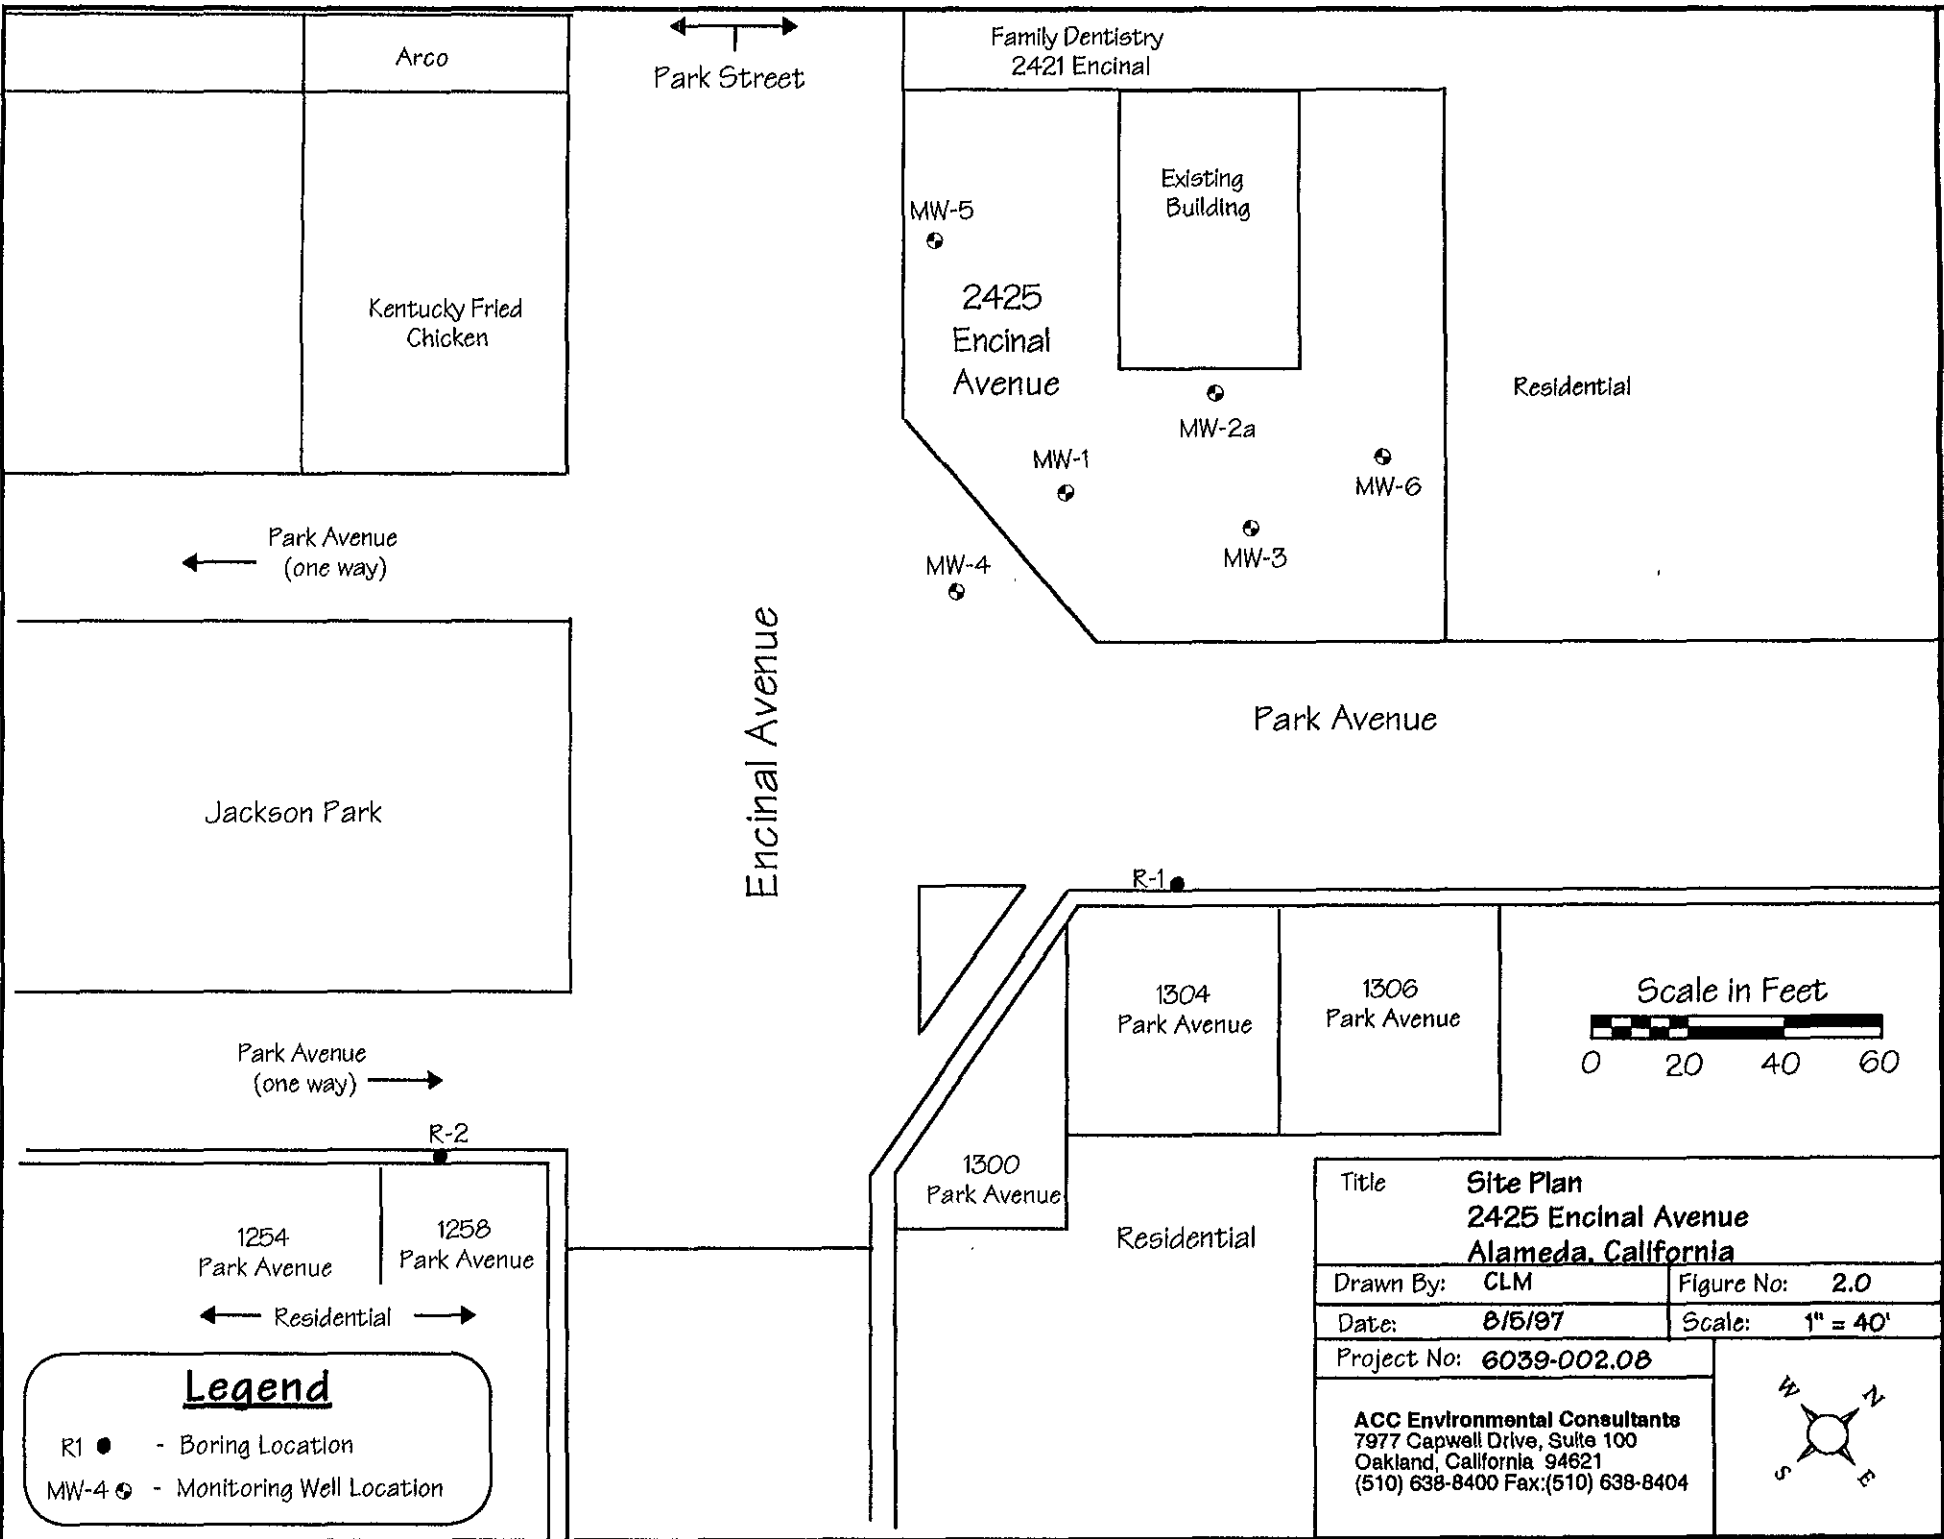 Arco
Park Street
Family Dentistry
2421 Encinal
Existing
Building
MW-5
2425
Encinal
Avenue
Kentucky Fried
Chicken
Residential
MW-2a
MW-1
MW-6
MW-3
MW-4
Park Avenue
(one way)
Encinal Avenue
Park Avenue
Jackson Park
R-1
1304
Park Avenue
1306
Park Avenue
Scale in Feet
0 20 40 60
Park Avenue
(one way)
R-2
1300
Park Avenue
1254
Park Avenue
1258
Park Avenue
Residential
Residential
Legend
R1 - Boring Location
MW-4 - Monitoring Well Location
Title Site Plan
2425 Encinal Avenue
Alameda, California
Drawn By: CLM Figure No: 2.0
Date: 8/5/97 Scale: 1" = 40'
Project No: 6039-002.08
ACC Environmental Consultants
7977 Capwell Drive, Suite 100
Oakland, California 94621
(510) 638-8400 Fax:(510) 638-8404
W N
S E